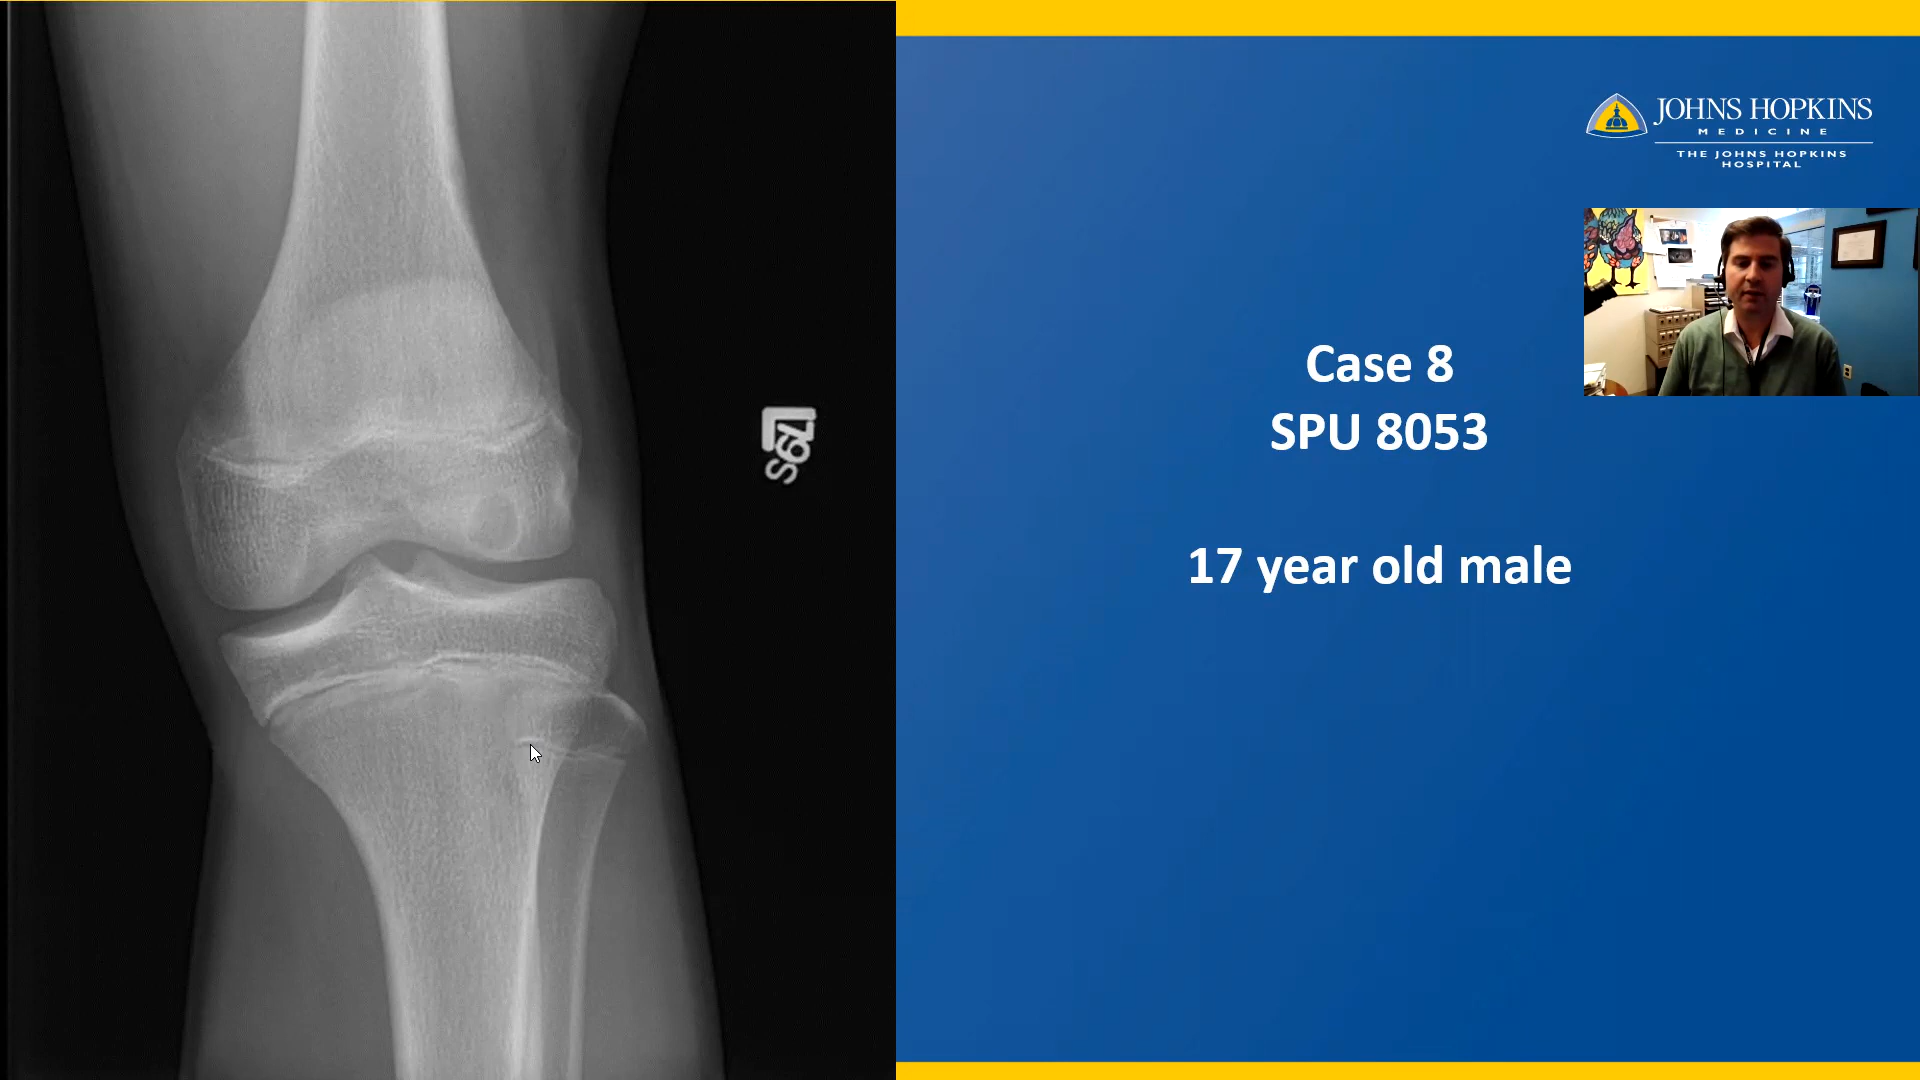 JOHNS HOPKINS
MEDICINE
THE JOHNS HOPKINS
HOSPITAL
Case 8
SPU 8053
17 year old male